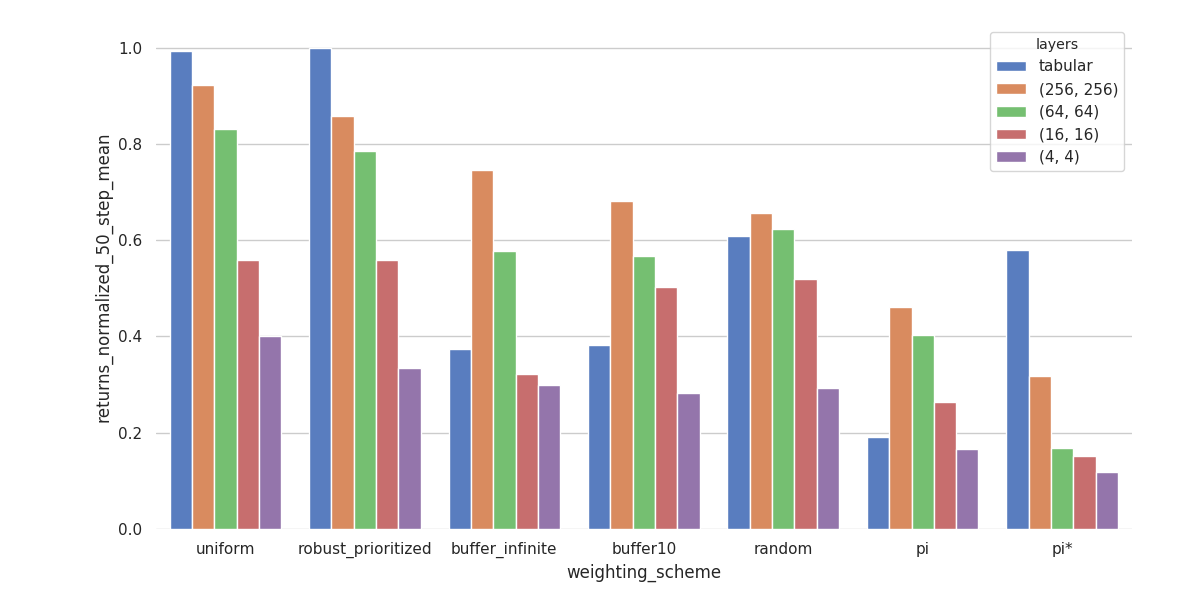 layers
tabular
(256, 256)
(64, 64)
(16, 16)
(4, 4)
returns_normalized_50_step_mean
1.0
0.8
0.6
0.4
0.2
0.0
uniform robust_prioritized buffer_infinite buffer10 random pi pi*
weighting_scheme